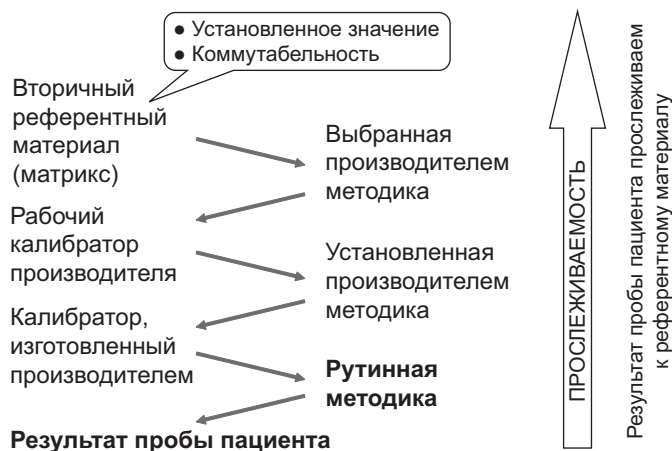 ● Установленное значение
● Коммутабельность
Вторичный
референтный
материал
(матрикс)
Выбранная
производителем
методика
Рабочий
калибратор
производителя
Установленная
производителем
методика
Калибратор,
изготовленный
производителем
Рутинная
методика
Результат пробы пациента
ПРОСЛЕЖИВАЕМОСТЬ
Результат пробы пациента прослеживаем
к референтному материалу